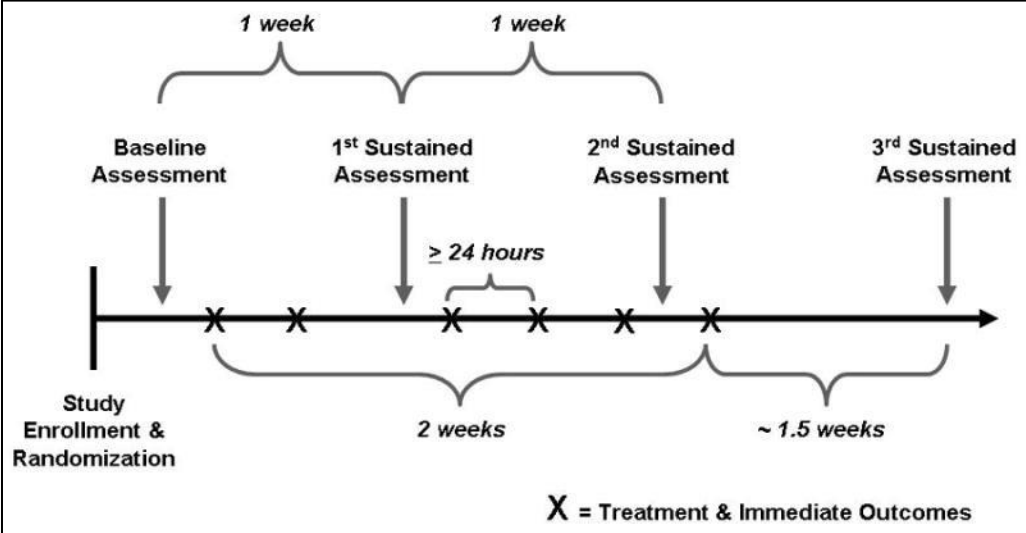 1 week
1 week
Baseline
Assessment
1st Sustained
Assessment
2nd Sustained
Assessment
3rd Sustained
Assessment
≥ 24 hours
X X X X X X
Study
Enrollment &
Randomization
2 weeks
~ 1.5 weeks
X = Treatment & Immediate Outcomes